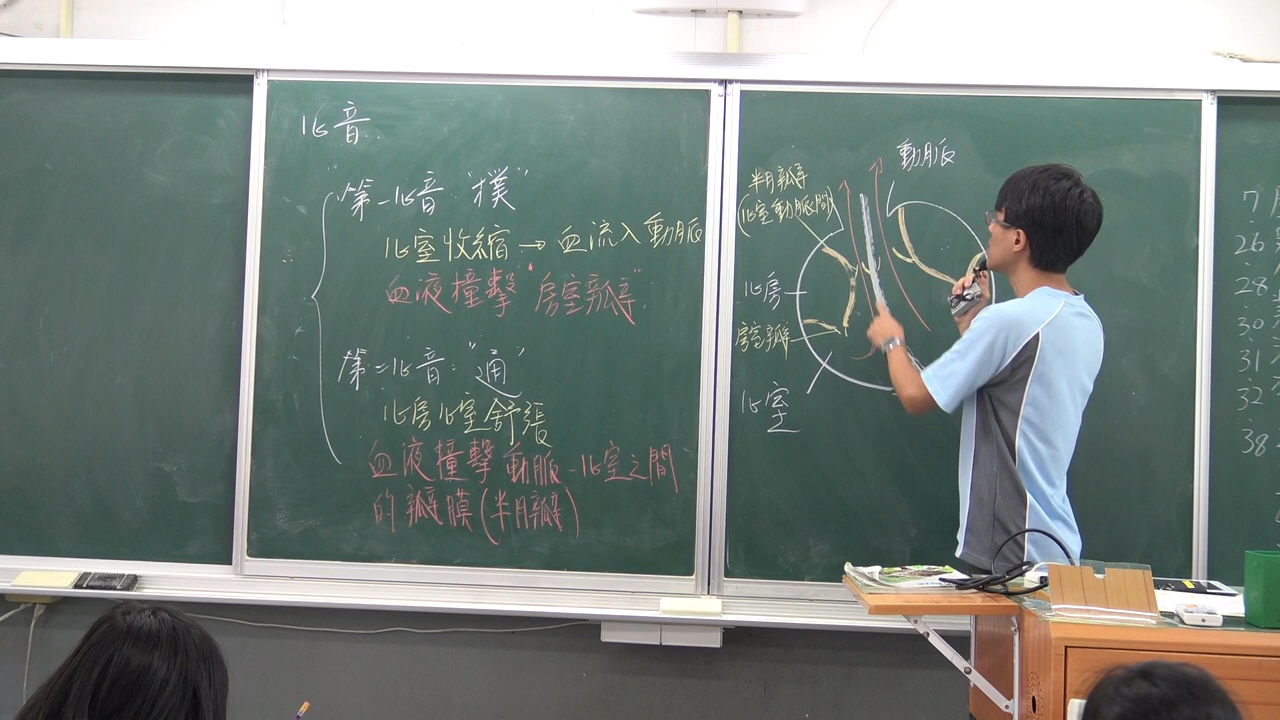 心音
第一心音"撲"
心室收縮→血流入動脈
血液撞擊"房室瓣"
第二心音:"通"
心房心室舒張
血液撞擊動脈-心室之間
的瓣膜(半月瓣)
動脈
半月瓣
(心室動脈間)
心房
房室瓣
心室
7
26
28
30
31
32
38